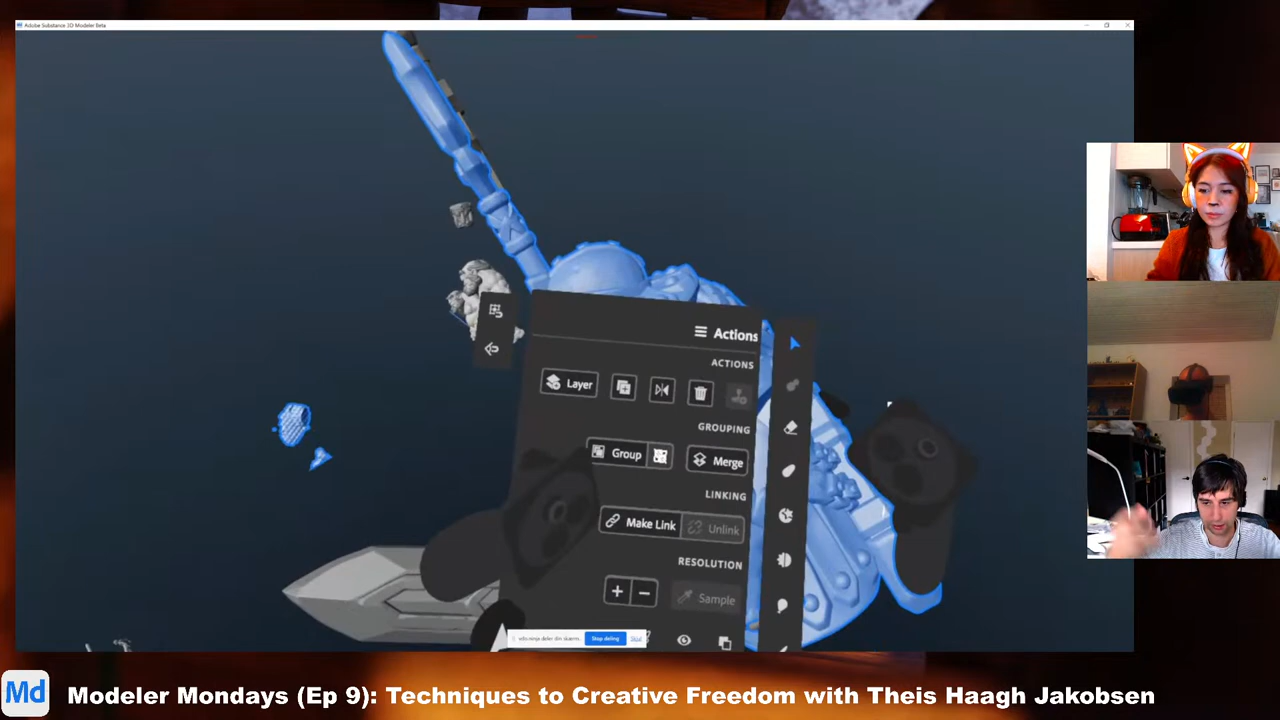 Adobe Substance 3D Modeler Beta
Actions
ACTIONS
Layer
GROUPING
Group
Merge
LINKING
Make Link
Unlink
RESOLUTION
+
−
Sample
Stop deling
Skjul
Md
Modeler Mondays (Ep 9): Techniques to Creative Freedom with Theis Haagh Jakobsen